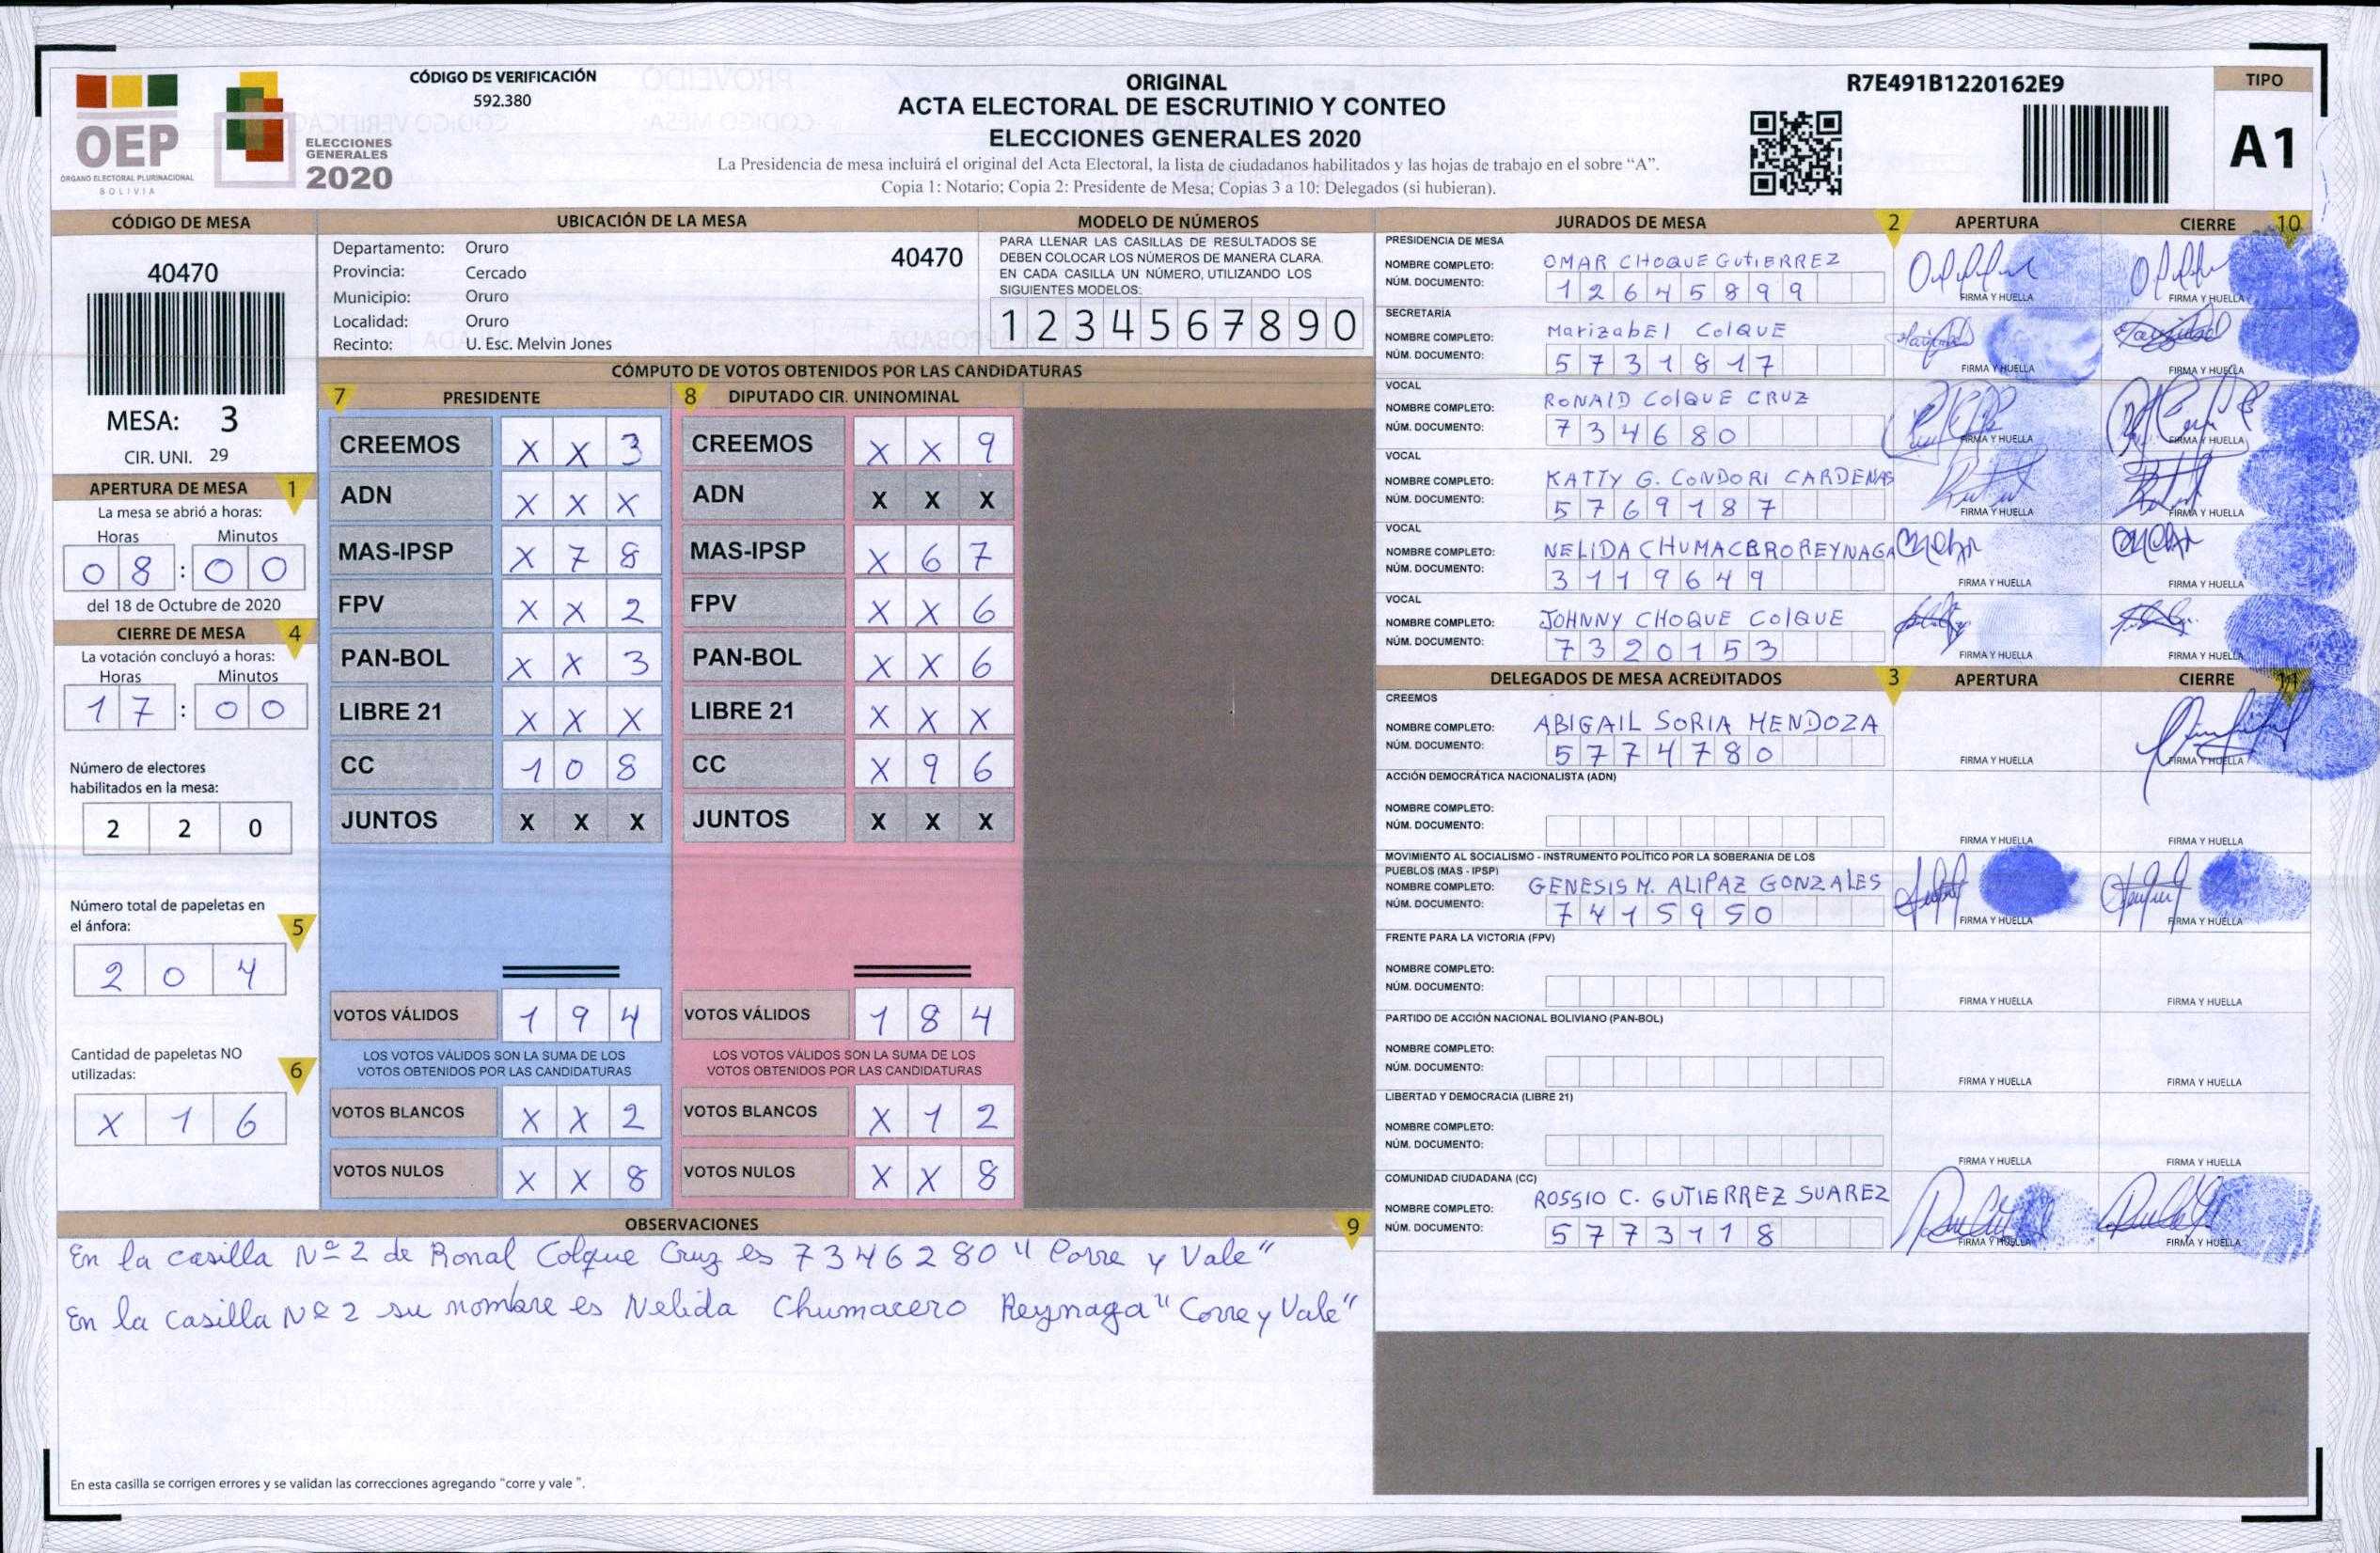 OEP
ÓRGANO ELECTORAL PLURINACIONAL
BOLIVIA
ELECCIONES
GENERALES
2020
CÓDIGO DE VERIFICACIÓN
592.380
ORIGINAL
ACTA ELECTORAL DE ESCRUTINIO Y CONTEO
ELECCIONES GENERALES 2020
La Presidencia de mesa incluirá el original del Acta Electoral, la lista de ciudadanos habilitados y las hojas de trabajo en el sobre “A”.
Copia 1: Notario; Copia 2: Presidente de Mesa; Copias 3 a 10: Delegados (si hubieran).
R7E491B1220162E9
TIPO
A1
CÓDIGO DE MESA
40470
MESA: 3
CIR. UNI. 29
APERTURA DE MESA 1
La mesa se abrió a horas:
Horas Minutos
08:00
del 18 de Octubre de 2020
CIERRE DE MESA 4
La votación concluyó a horas:
Horas Minutos
17:00
Número de electores
habilitados en la mesa:
2 2 0
Número total de papeletas en
el ánfora: 5
2 0 4
Cantidad de papeletas NO
utilizadas: 6
X 1 6
UBICACIÓN DE LA MESA
Departamento: Oruro 40470
Provincia: Cercado
Municipio: Oruro
Localidad: Oruro
Recinto: U. Esc. Melvin Jones
MODELO DE NÚMEROS
PARA LLENAR LAS CASILLAS DE RESULTADOS SE
DEBEN COLOCAR LOS NÚMEROS DE MANERA CLARA.
EN CADA CASILLA UN NÚMERO, UTILIZANDO LOS
SIGUIENTES MODELOS:
1 2 3 4 5 6 7 8 9 0
CÓMPUTO DE VOTOS OBTENIDOS POR LAS CANDIDATURAS
7 PRESIDENTE 8 DIPUTADO CIR. UNINOMINAL
CREEMOS X X 3 CREEMOS X X 9
ADN X X X ADN X X X
MAS-IPSP X 7 8 MAS-IPSP X 6 7
FPV X X 2 FPV X X 6
PAN-BOL X X 3 PAN-BOL X X 6
LIBRE 21 X X X LIBRE 21 X X X
CC 1 0 8 CC X 9 6
JUNTOS X X X JUNTOS X X X
VOTOS VÁLIDOS 1 9 4 VOTOS VÁLIDOS 1 8 4
LOS VOTOS VÁLIDOS SON LA SUMA DE LOS LOS VOTOS VÁLIDOS SON LA SUMA DE LOS
VOTOS OBTENIDOS POR LAS CANDIDATURAS VOTOS OBTENIDOS POR LAS CANDIDATURAS
VOTOS BLANCOS X X 2 VOTOS BLANCOS X 1 2
VOTOS NULOS X X 8 VOTOS NULOS X X 8
OBSERVACIONES 9
En la casilla Nº 2 de Ronal Colque Cruz es 7346280 " Corre y Vale"
En la casilla Nº 2 su nombre es Nelida Chumacero Reynaga " Corre y Vale"
En esta casilla se corrigen errores y se validan las correcciones agregando "corre y vale ".
JURADOS DE MESA 2 APERTURA CIERRE 10
PRESIDENCIA DE MESA
NOMBRE COMPLETO: OMAR CHOQUE GUTIERREZ
NÚM. DOCUMENTO: 12645899
FIRMA Y HUELLA FIRMA Y HUELLA
SECRETARÍA
NOMBRE COMPLETO: MarizabEl ColQUE
NÚM. DOCUMENTO: 5731817
FIRMA Y HUELLA FIRMA Y HUELLA
VOCAL
NOMBRE COMPLETO: RONALD ColQUE CRUZ
NÚM. DOCUMENTO: 734680
FIRMA Y HUELLA FIRMA Y HUELLA
VOCAL
NOMBRE COMPLETO: KATTY G. CONDORI CARDENAS
NÚM. DOCUMENTO: 5769187
FIRMA Y HUELLA FIRMA Y HUELLA
VOCAL
NOMBRE COMPLETO: NELIDA CHUMACBRO REYNAGA
NÚM. DOCUMENTO: 3119649
FIRMA Y HUELLA FIRMA Y HUELLA
VOCAL
NOMBRE COMPLETO: JOHNNY CHOQUE ColQUE
NÚM. DOCUMENTO: 7320153
FIRMA Y HUELLA FIRMA Y HUELLA
DELEGADOS DE MESA ACREDITADOS 3 APERTURA CIERRE
CREEMOS
NOMBRE COMPLETO: ABIGAIL SORIA MENDOZA
NÚM. DOCUMENTO: 5774780
FIRMA Y HUELLA FIRMA Y HUELLA
ACCIÓN DEMOCRÁTICA NACIONALISTA (ADN)
NOMBRE COMPLETO:
NÚM. DOCUMENTO:
FIRMA Y HUELLA FIRMA Y HUELLA
MOVIMIENTO AL SOCIALISMO - INSTRUMENTO POLÍTICO POR LA SOBERANIA DE LOS
PUEBLOS (MAS - IPSP)
NOMBRE COMPLETO: GENESIS M. ALIPAZ GONZALES
NÚM. DOCUMENTO: 7415950
FIRMA Y HUELLA FIRMA Y HUELLA
FRENTE PARA LA VICTORIA (FPV)
NOMBRE COMPLETO:
NÚM. DOCUMENTO:
FIRMA Y HUELLA FIRMA Y HUELLA
PARTIDO DE ACCIÓN NACIONAL BOLIVIANO (PAN-BOL)
NOMBRE COMPLETO:
NÚM. DOCUMENTO:
FIRMA Y HUELLA FIRMA Y HUELLA
LIBERTAD Y DEMOCRACIA (LIBRE 21)
NOMBRE COMPLETO:
NÚM. DOCUMENTO:
FIRMA Y HUELLA FIRMA Y HUELLA
COMUNIDAD CIUDADANA (CC)
NOMBRE COMPLETO: ROSSIO C. GUTIERREZ SUAREZ
NÚM. DOCUMENTO: 5773118
FIRMA Y HUELLA FIRMA Y HUELLA